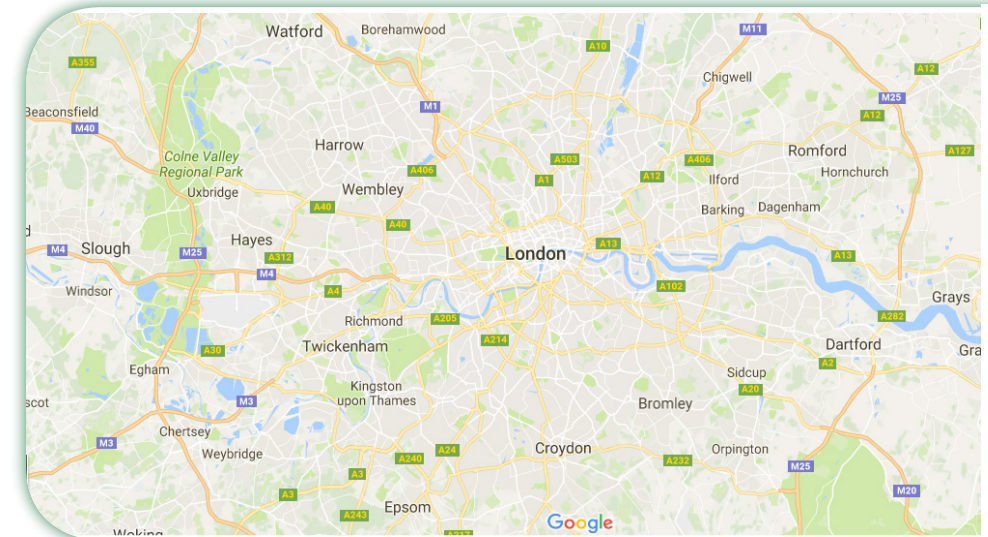 Watford
Borehamwood
M11
A10
A355
A12
Chigwell
M25
M1
Beaconsfield
A12
M40
Harrow
Romford
A127
Colne Valley
Regional Park
A503
A406
A406
Hornchurch
A12
Ilford
A1
Wembley
Uxbridge
A40
Barking
Dagenham
A40
d
Hayes
A13
M4
Slough
M25
London
A312
A13
M4
A102
Windsor
A4
Grays
Richmond
A205
A282
A214
Twickenham
Dartford
A30
Gra
A2
Egham
Sidcup
Kingston
upon Thames
A20
M3
scot
Bromley
Chertsey
M3
Weybridge
A24
Croydon
Orpington
A240
A232
M25
A3
A3
M20
Epsom
A243
Google
Woking
A217